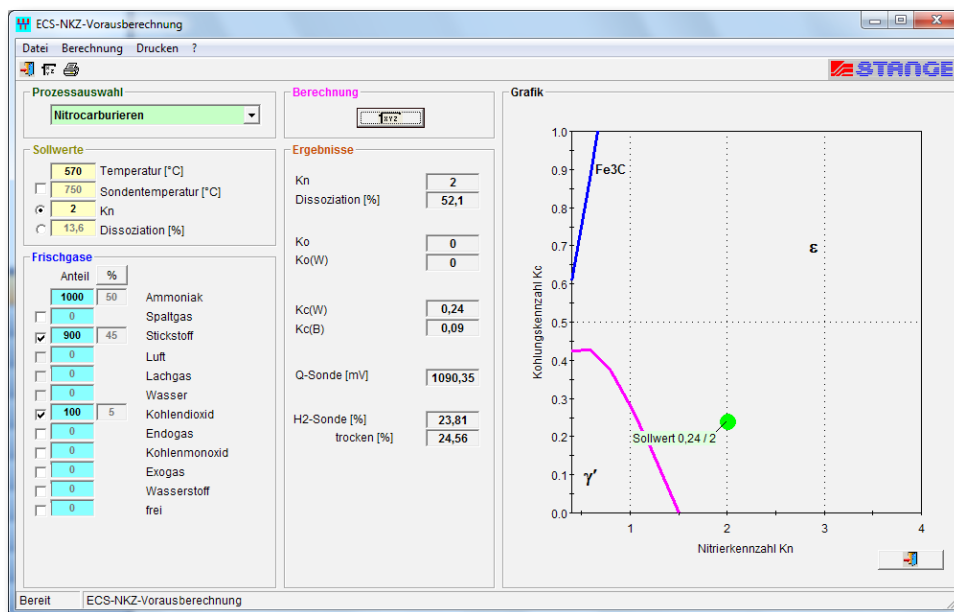 ECS-NKZ-Vorausberechnung
Datei Berechnung Drucken ?
STANGE
Prozessauswahl
Nitrocarburieren
Sollwerte
570 Temperatur [°C]
750 Sondentemperatur [°C]
2 Kn
13,6 Dissoziation [%]
Frischgase
Anteil %
1000 50 Ammoniak
0 Spaltgas
900 45 Stickstoff
0 Luft
0 Lachgas
0 Wasser
100 5 Kohlendioxid
0 Endogas
0 Kohlenmonoxid
0 Exogas
0 Wasserstoff
0 frei
Berechnung
XYZ
Ergebnisse
Kn 2
Dissoziation [%] 52,1
Ko 0
Ko(W) 0
Kc(W) 0,24
Kc(B) 0,09
Q-Sonde [mV] 1090,35
H2-Sonde [%] 23,81
trocken [%] 24,56
Grafik
Kohlungskennzahl Kc
1.0
0.9
0.8
0.7
0.6
0.5
0.4
0.3
0.2
0.1
0.0
Fe3C
ε
Sollwert 0,24 / 2
γ'
1 2 3 4
Nitrierkennzahl Kn
Bereit ECS-NKZ-Vorausberechnung